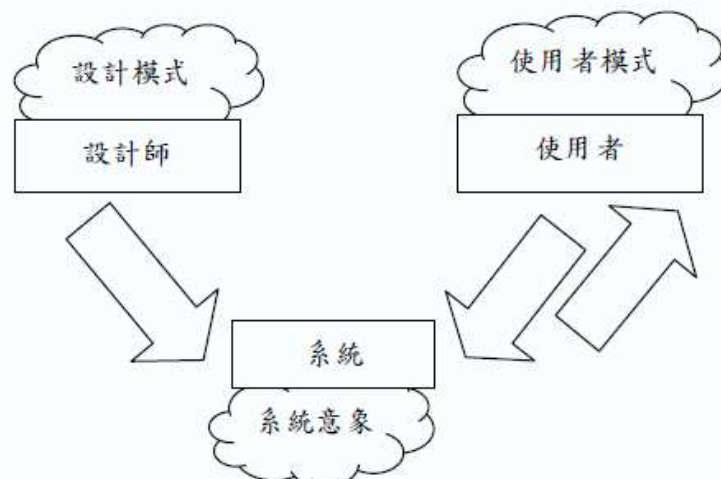 設計模式
使用者模式
設計師
使用者
系統
系統意象